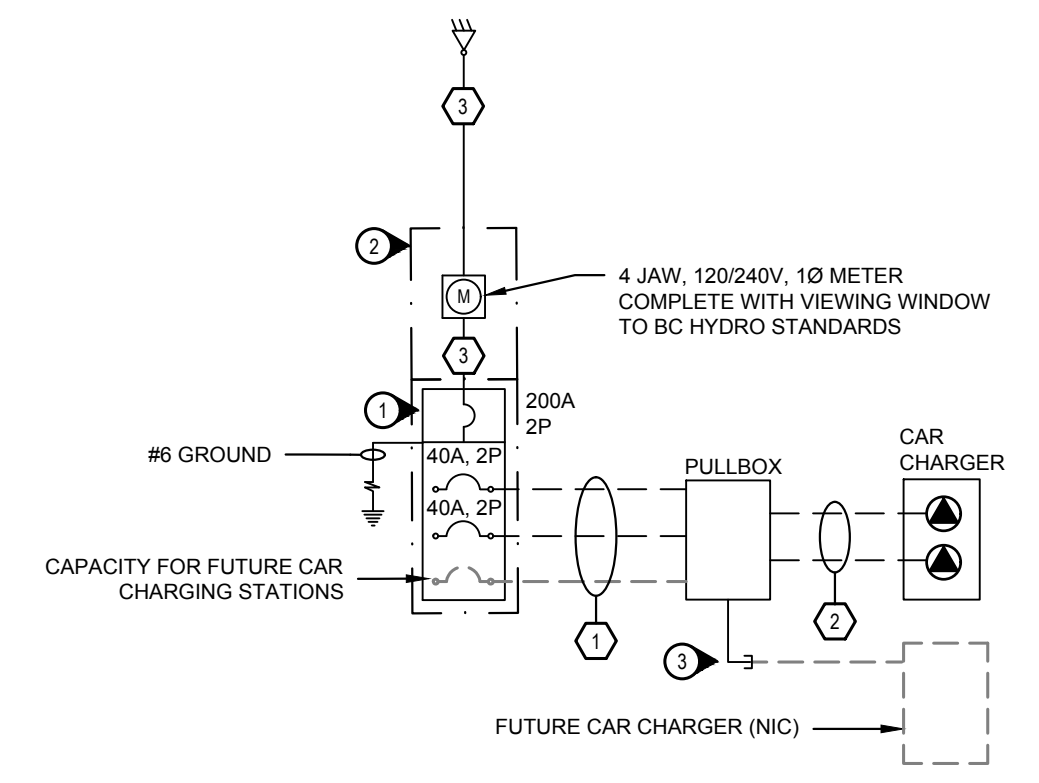 3
2
4 JAW, 120/240V, 1Ø METER
COMPLETE WITH VIEWING WINDOW
TO BC HYDRO STANDARDS
M
3
1
200A
2P
#6 GROUND
40A, 2P
40A, 2P
CAPACITY FOR FUTURE CAR
CHARGING STATIONS
PULLBOX
CAR
CHARGER
1
2
3
FUTURE CAR CHARGER (NIC)